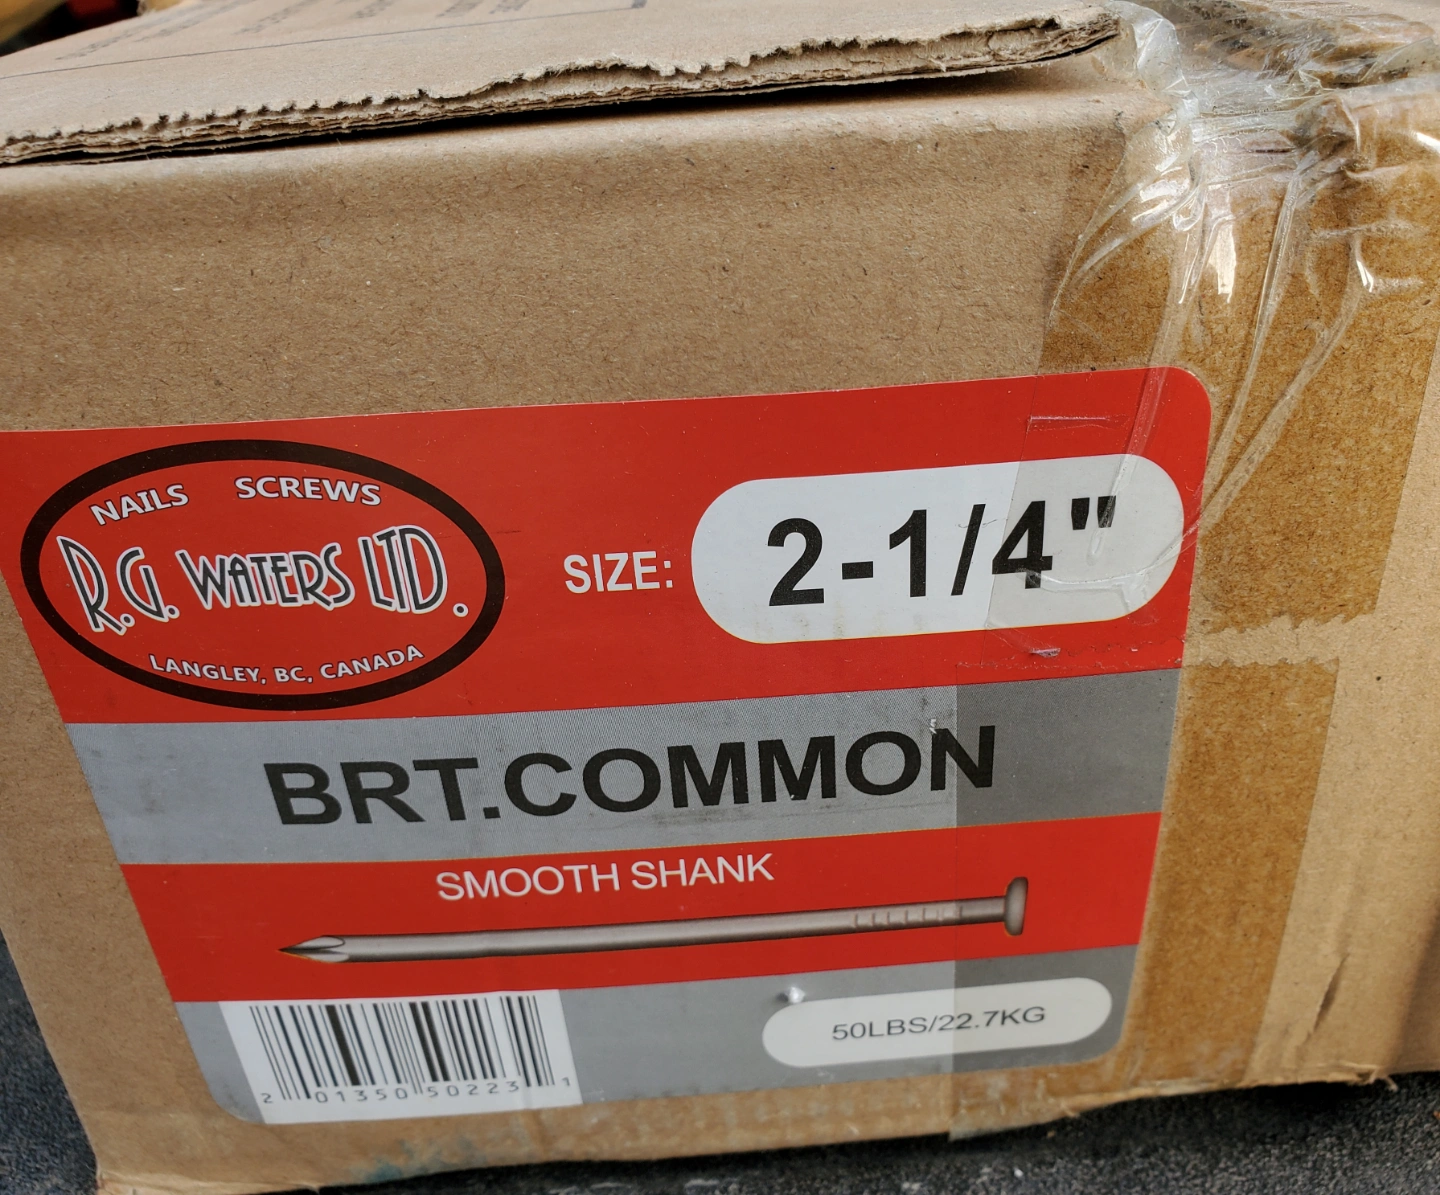 NAILS SCREWS
R.G. WATERS LTD.
LANGLEY, BC, CANADA
SIZE: 2-1/4"
BRT.COMMON
SMOOTH SHANK
50LBS/22.7KG
2 01350 50223 1